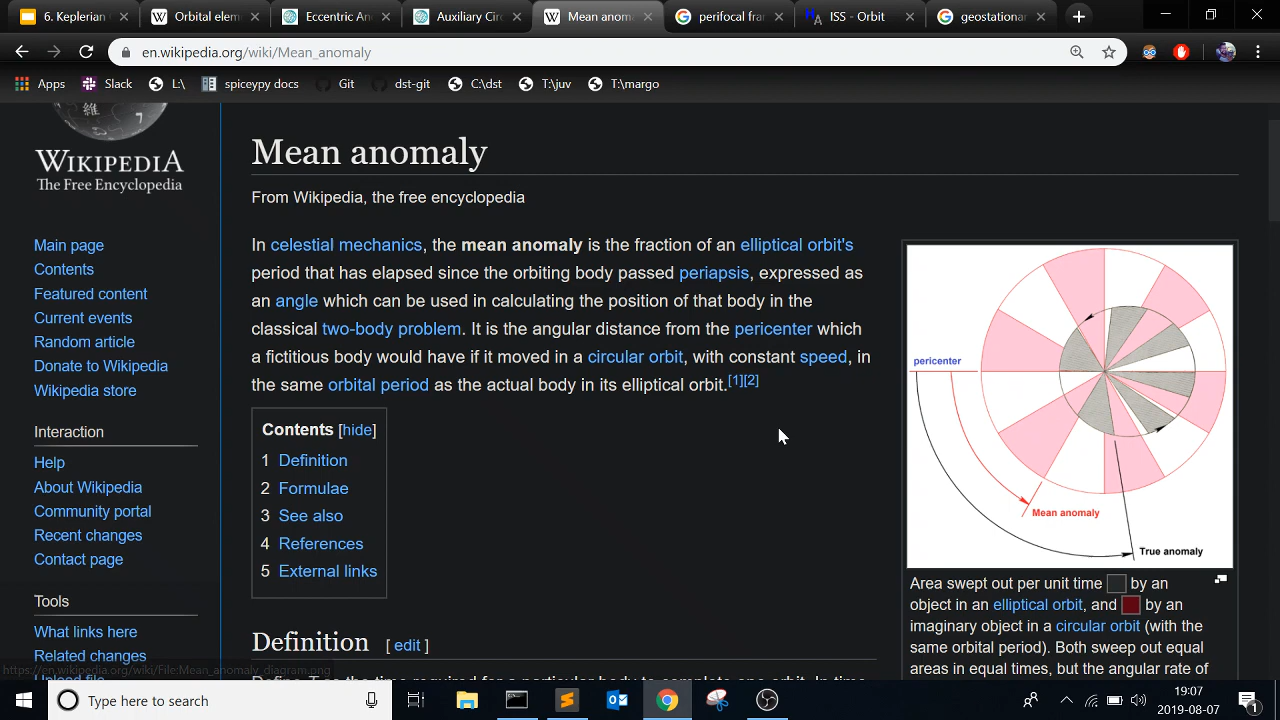 6. Keplerian
Orbital elem
Eccentric An
Auxiliary Cir
Mean anom
perifocal fram
ISS - Orbit
geostationar
en.wikipedia.org/wiki/Mean_anomaly
Apps
Slack
L:\
spiceypy docs
Git
dst-git
C:\dst
T:\juv
T:\margo
維
WIKIPEDIA
The Free Encyclopedia
Main page
Contents
Featured content
Current events
Random article
Donate to Wikipedia
Wikipedia store
Interaction
Help
About Wikipedia
Community portal
Recent changes
Contact page
Tools
What links here
Related changes
Upload file
Mean anomaly
From Wikipedia, the free encyclopedia
In celestial mechanics, the mean anomaly is the fraction of an elliptical orbit's
period that has elapsed since the orbiting body passed periapsis, expressed as
an angle which can be used in calculating the position of that body in the
classical two-body problem. It is the angular distance from the pericenter which
a fictitious body would have if it moved in a circular orbit, with constant speed, in
the same orbital period as the actual body in its elliptical orbit.[1][2]
Contents [hide]
1 Definition
2 Formulae
3 See also
4 References
5 External links
Definition [ edit ]
pericenter
Mean anomaly
True anomaly
Area swept out per unit time by an
object in an elliptical orbit, and by an
imaginary object in a circular orbit (with the
same orbital period). Both sweep out equal
areas in equal times, but the angular rate of
https://en.wikipedia.org/wiki/File:Mean_anomaly_diagram.png
Type here to search
19:07
2019-08-07
1